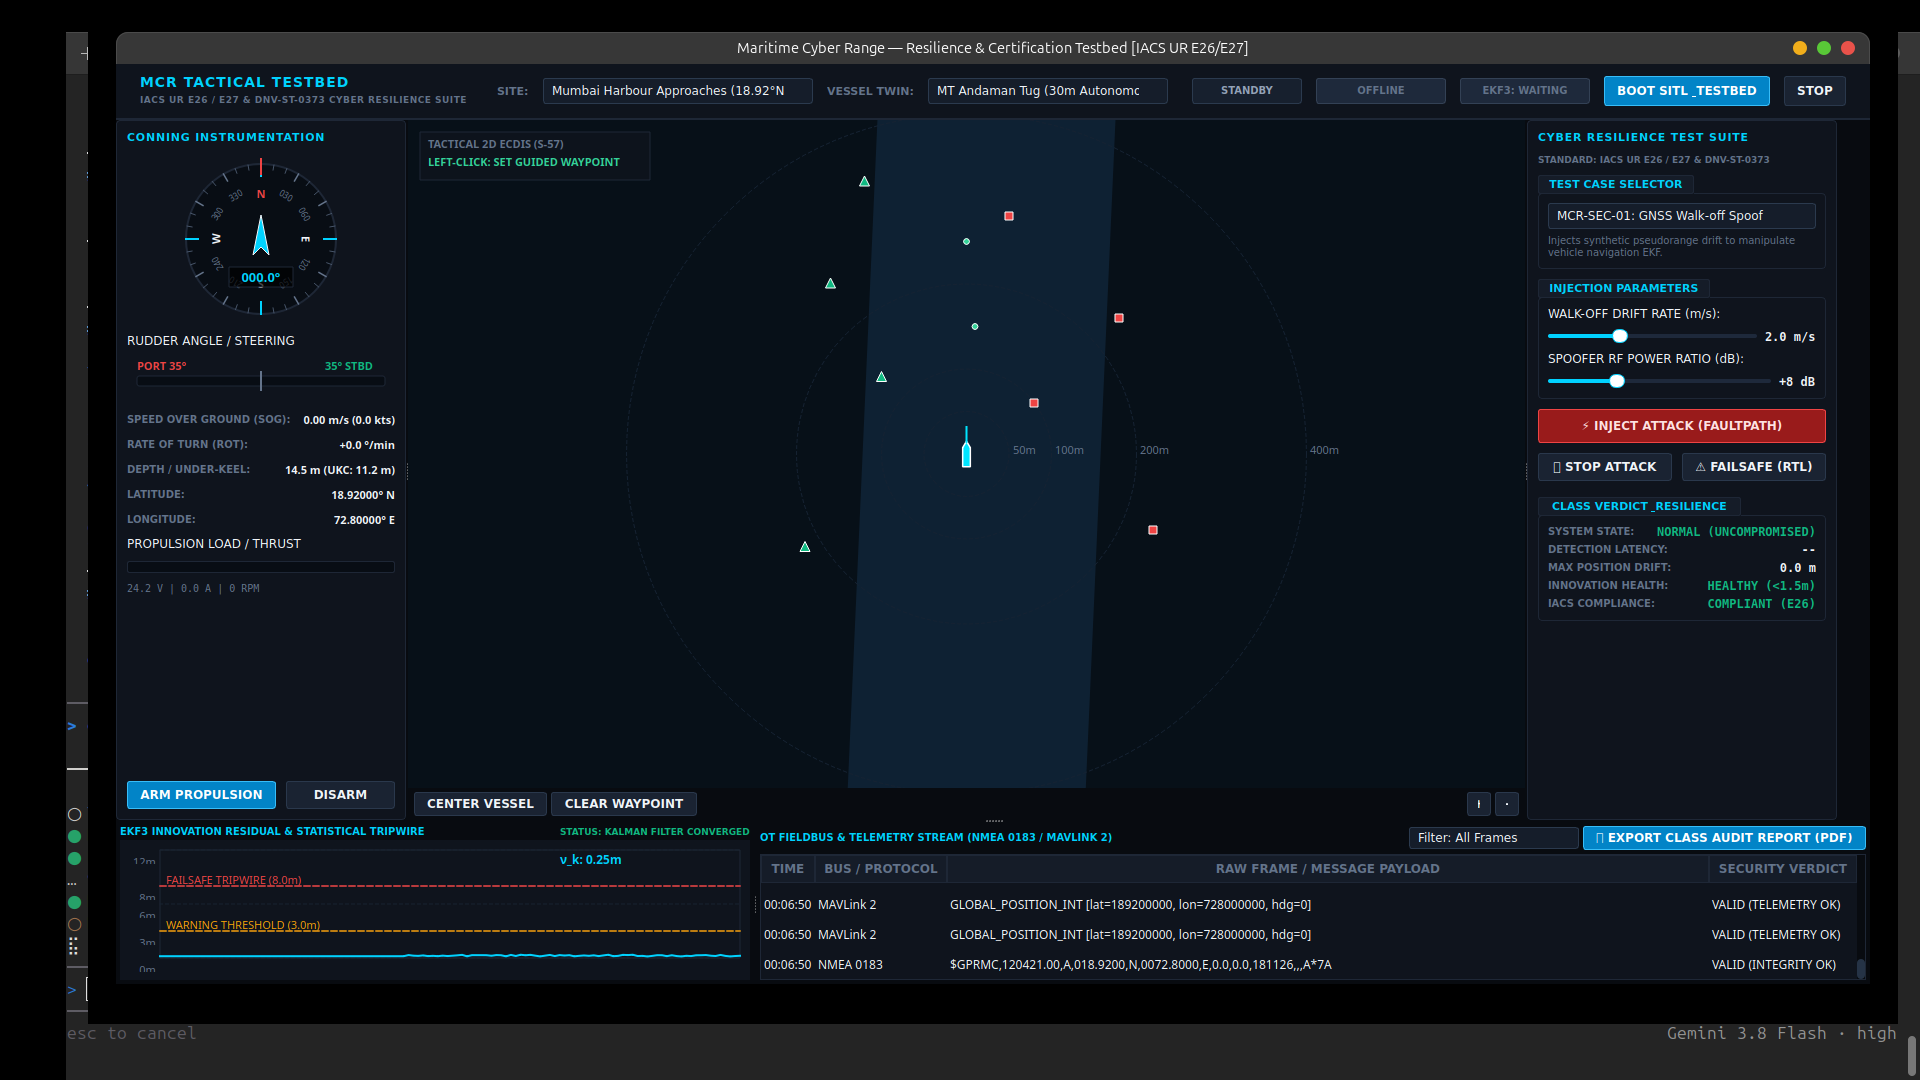 Maritime Cyber Range — Resilience & Certification Testbed [IACS UR E26/E27]
MCR TACTICAL TESTBED
IACS UR E26 / E27 & DNV-ST-0373 CYBER RESILIENCE SUITE
SITE:
Mumbai Harbour Approaches (18.92°N
VESSEL TWIN:
MT Andaman Tug (30m Autonomc
STANDBY
OFFLINE
EKF3: WAITING
BOOT SITL _TESTBED
STOP
CONNING INSTRUMENTATION
N
030
060
E
120
S
240
W
300
330
000.0°
RUDDER ANGLE / STEERING
PORT 35°
35° STBD
SPEED OVER GROUND (SOG):
0.00 m/s (0.0 kts)
RATE OF TURN (ROT):
+0.0 °/min
DEPTH / UNDER-KEEL:
14.5 m (UKC: 11.2 m)
LATITUDE:
18.92000° N
LONGITUDE:
72.80000° E
PROPULSION LOAD / THRUST
24.2 V | 0.0 A | 0 RPM
ARM PROPULSION
DISARM
TACTICAL 2D ECDIS (S-57)
LEFT-CLICK: SET GUIDED WAYPOINT
50m
100m
200m
400m
CENTER VESSEL
CLEAR WAYPOINT
CYBER RESILIENCE TEST SUITE
STANDARD: IACS UR E26 / E27 & DNV-ST-0373
TEST CASE SELECTOR
MCR-SEC-01: GNSS Walk-off Spoof
Injects synthetic pseudorange drift to manipulate
vehicle navigation EKF.
INJECTION PARAMETERS
WALK-OFF DRIFT RATE (m/s):
2.0 m/s
SPOOFER RF POWER RATIO (dB):
+8 dB
⚡ INJECT ATTACK (FAULTPATH)
STOP ATTACK
⚠ FAILSAFE (RTL)
CLASS VERDICT _RESILIENCE
SYSTEM STATE:
NORMAL (UNCOMPROMISED)
DETECTION LATENCY:
--
MAX POSITION DRIFT:
0.0 m
INNOVATION HEALTH:
HEALTHY (<1.5m)
IACS COMPLIANCE:
COMPLIANT (E26)
EKF3 INNOVATION RESIDUAL & STATISTICAL TRIPWIRE
STATUS: KALMAN FILTER CONVERGED
12m
ν_k: 0.25m
FAILSAFE TRIPWIRE (8.0m)
8m
6m
WARNING THRESHOLD (3.0m)
3m
0m
OT FIELDBUS & TELEMETRY STREAM (NMEA 0183 / MAVLINK 2)
Filter: All Frames
EXPORT CLASS AUDIT REPORT (PDF)
TIME BUS / PROTOCOL RAW FRAME / MESSAGE PAYLOAD SECURITY VERDICT
00:06:50 MAVLink 2 GLOBAL_POSITION_INT [lat=189200000, lon=728000000, hdg=0] VALID (TELEMETRY OK)
00:06:50 MAVLink 2 GLOBAL_POSITION_INT [lat=189200000, lon=728000000, hdg=0] VALID (TELEMETRY OK)
00:06:50 NMEA 0183 $GPRMC,120421.00,A,018.9200,N,0072.8000,E,0.0,0.0,181126,,,A*7A VALID (INTEGRITY OK)
esc to cancel
Gemini 3.8 Flash · high